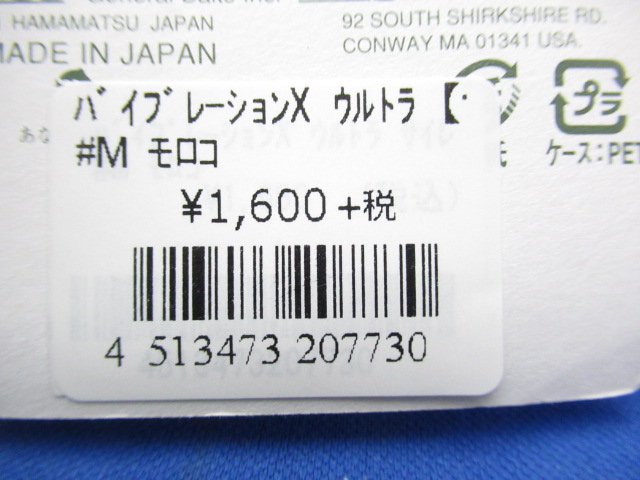 HAMAMATSU JAPAN
MADE IN JAPAN
92 SOUTH SHIRKSHIRE RD.
CONWAY MA 01341 USA.
プラ
ケース:PET
バイブレーションX ウルトラ【
#M モロコ
¥1,600+税
4 513473 207730